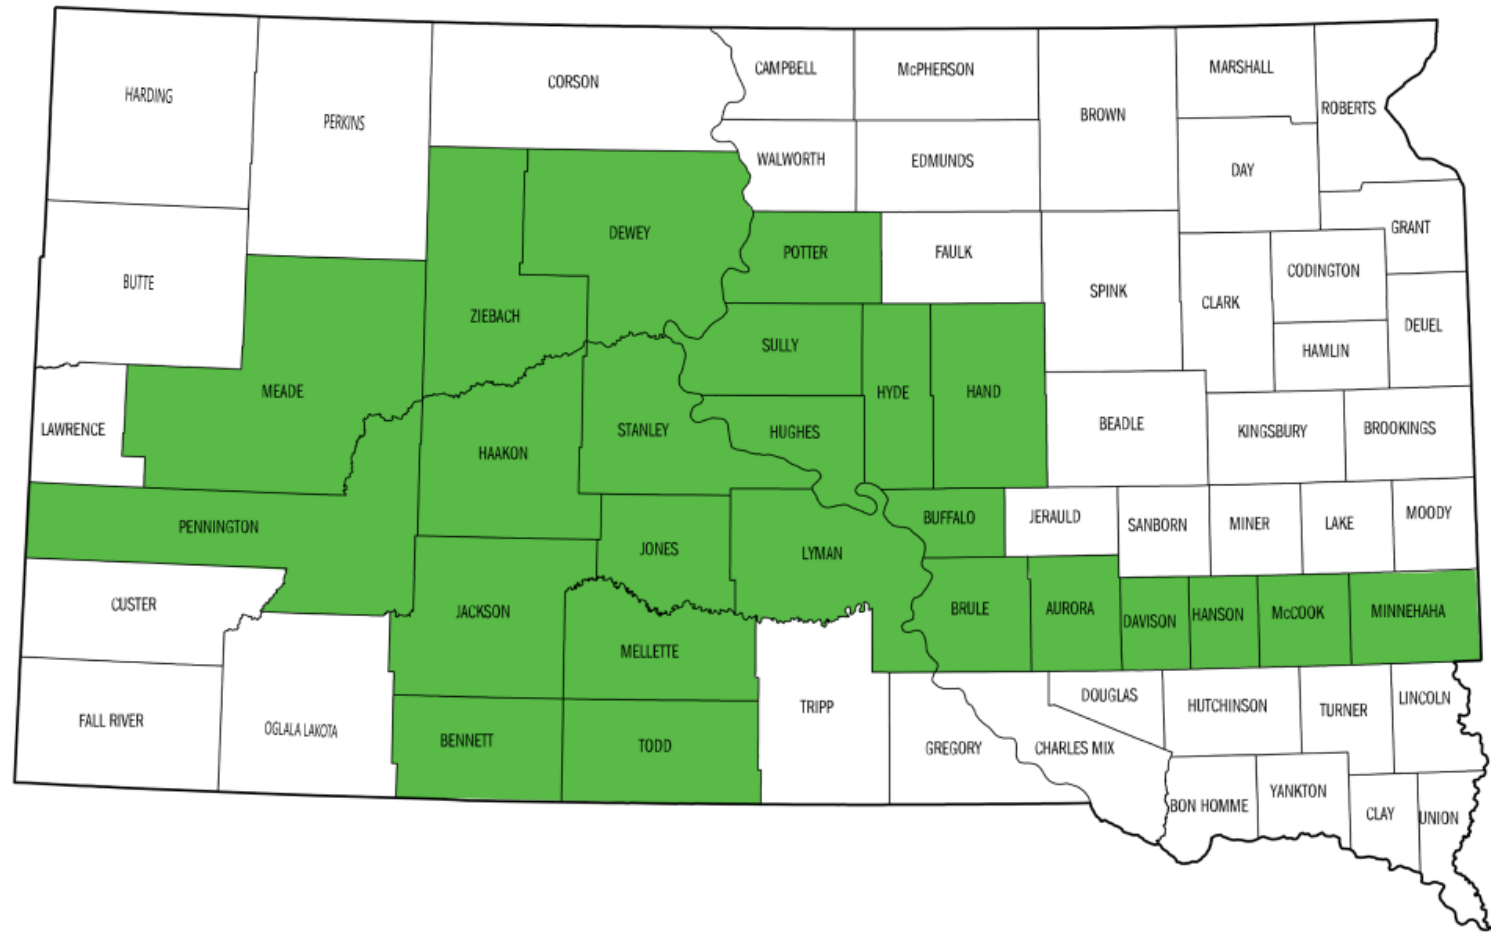 HARDING
PERKINS
CORSON
CAMPBELL
McPHERSON
BROWN
MARSHALL
ROBERTS
WALWORTH
EDMUNDS
DAY
BUTTE
ZIEBACH
DEWEY
POTTER
FAULK
SPINK
CLARK
CODINGTON
GRANT
HAMLIN
DEUEL
LAWRENCE
MEADE
HAAKON
STANLEY
SULLY
HUGHES
HYDE
HAND
BEADLE
KINGSBURY
BROOKINGS
PENNINGTON
JONES
LYMAN
BUFFALO
JERAULD
SANBORN
MINER
LAKE
MOODY
CUSTER
JACKSON
MELLETTE
BRULE
AURORA
DAVISON
HANSON
McCOOK
MINNEHAHA
FALL RIVER
OGLALA LAKOTA
BENNETT
TODD
TRIPP
GREGORY
CHARLES MIX
DOUGLAS
HUTCHINSON
TURNER
LINCOLN
BON HOMME
YANKTON
CLAY
UNION